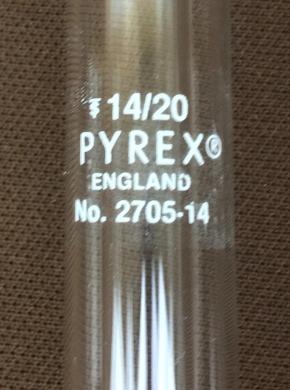 ⍕ 14/20
PYREX®
ENGLAND
No. 2705-14